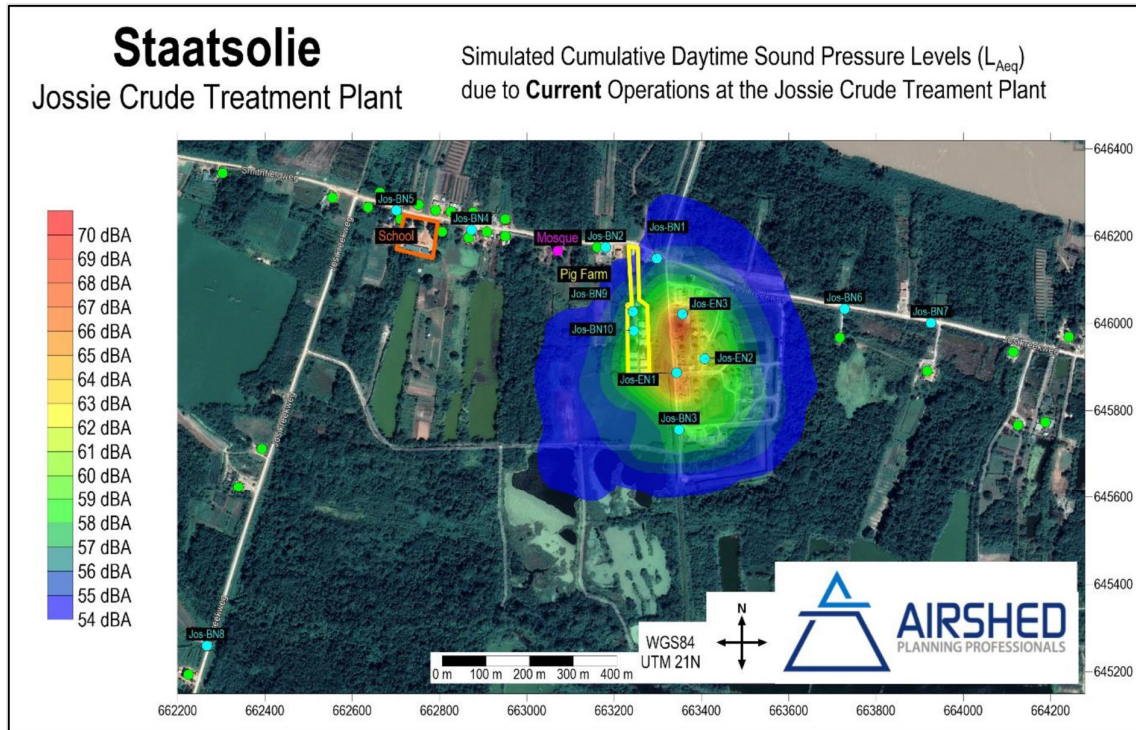 Staatsolie
Jossie Crude Treatment Plant
Simulated Cumulative Daytime Sound Pressure Levels (LAeq)
due to Current Operations at the Jossie Crude Treament Plant
70 dBA
69 dBA
68 dBA
67 dBA
66 dBA
65 dBA
64 dBA
63 dBA
62 dBA
61 dBA
60 dBA
59 dBA
58 dBA
57 dBA
56 dBA
55 dBA
54 dBA
Smithfieldweg
Jos-BN5
School
Jos-BN4
Mosque
Jos-BN2
Jos-BN1
Pig Farm
Jos-BN9
Jos-BN10
Jos-EN3
Jos-EN2
Jos-EN1
Jos-BN3
Jos-BN6
Jos-BN7
Jos-BN8
646400
646200
646000
645800
645600
645400
645200
N
WGS84
UTM 21N
0 m 100 m 200 m 300 m 400 m
AIRSHED
PLANNING PROFESSIONALS
662200 662400 662600 662800 663000 663200 663400 663600 663800 664000 664200